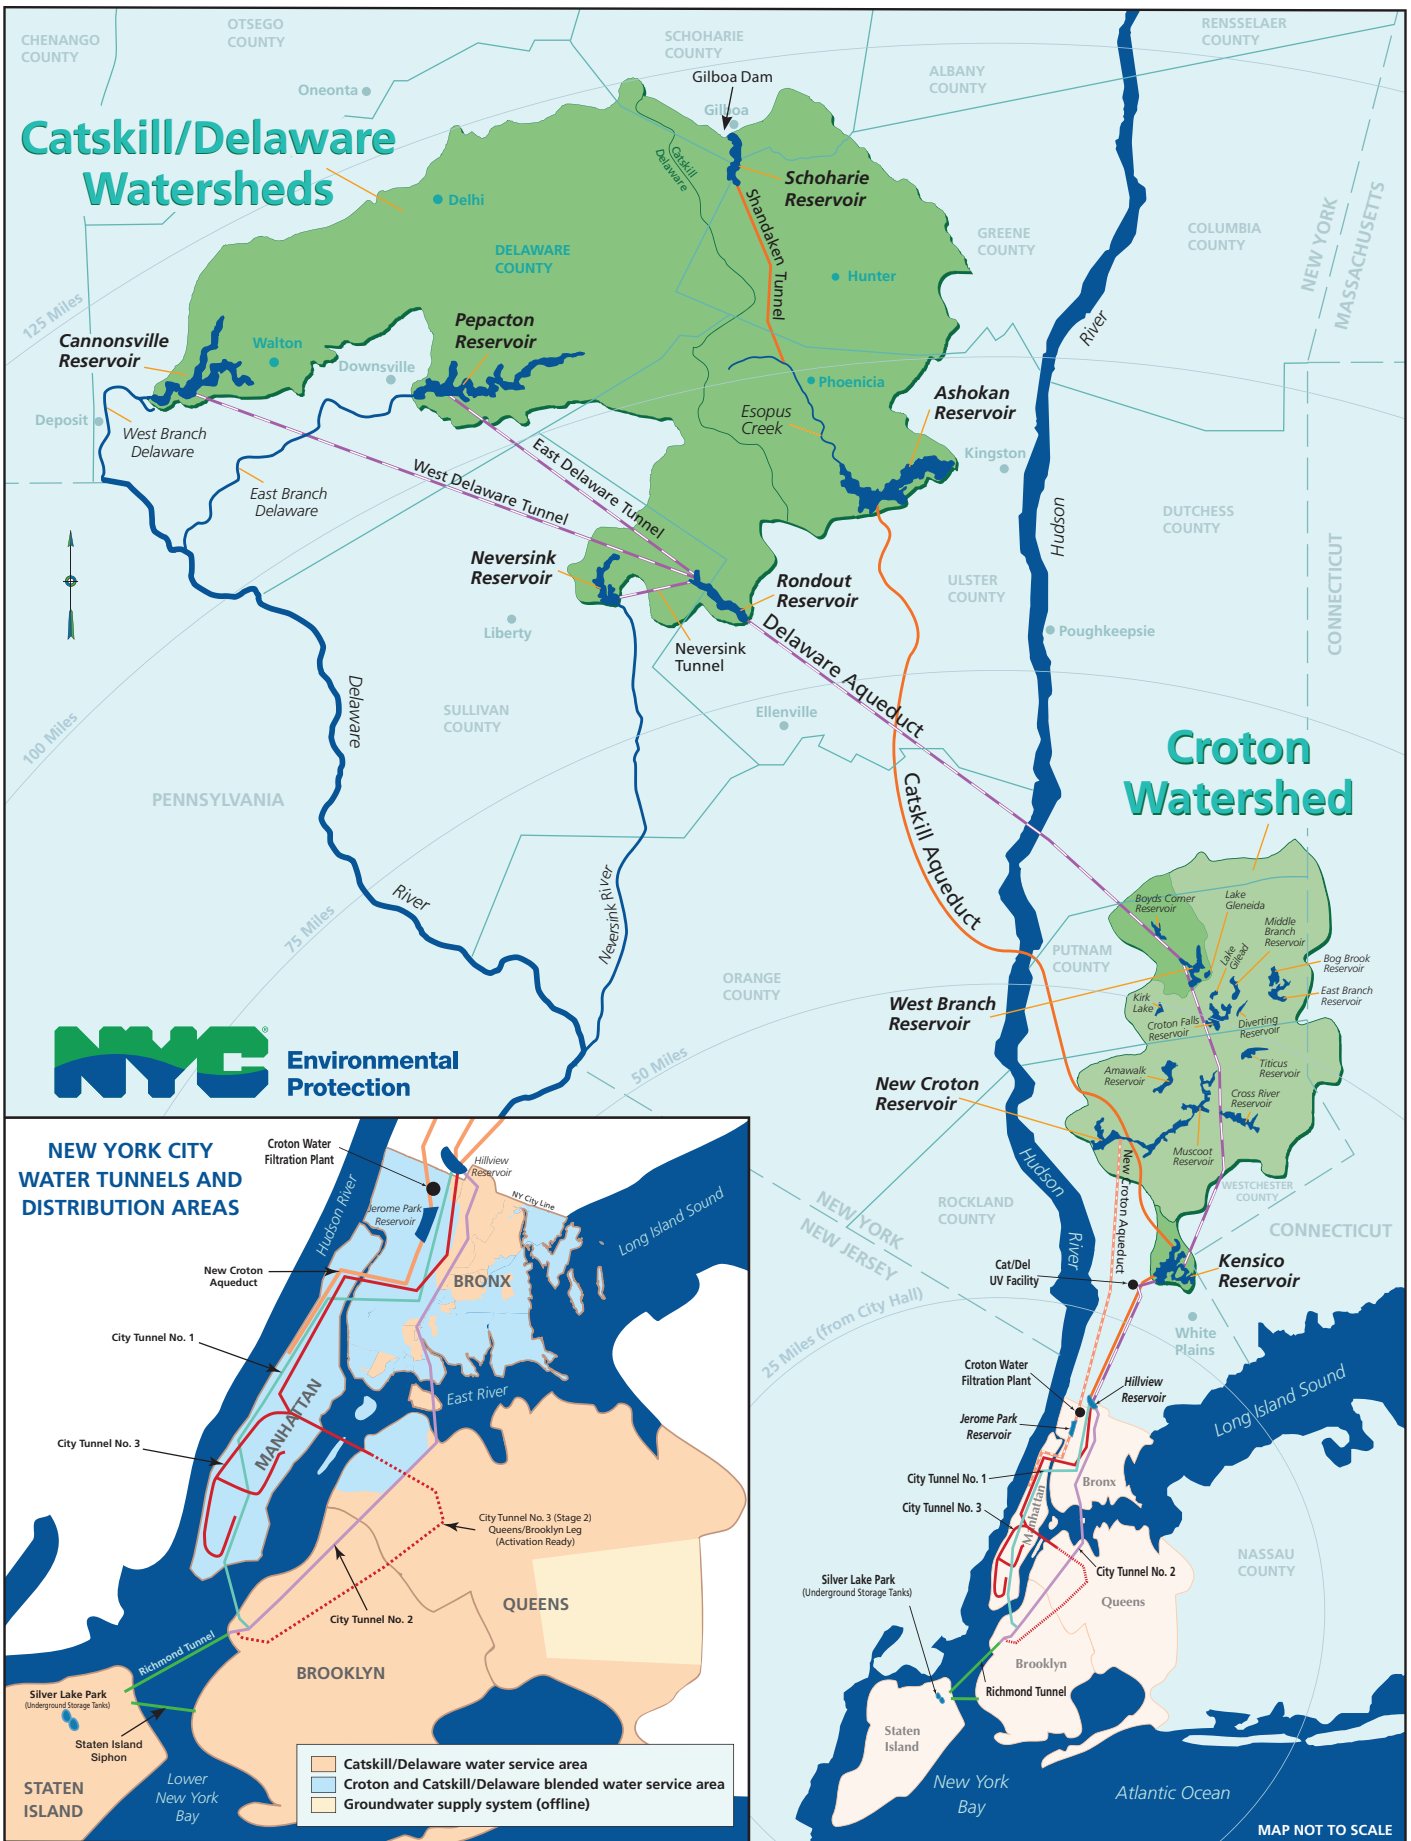 CHENANGO
COUNTY
OTSEGO
COUNTY
SCHOHARIE
COUNTY
RENSSELAER
COUNTY
ALBANY
COUNTY
Gilboa Dam
Gilboa
Oneonta
Catskill/Delaware
Watersheds
Catskill
Delaware
Schoharie
Reservoir
Shandaken Tunnel
Delhi
DELAWARE
COUNTY
Hunter
GREENE
COUNTY
COLUMBIA
COUNTY
NEW YORK
MASSACHUSETTS
125 Miles
Cannonsville
Reservoir
Walton
Pepacton
Reservoir
Downsville
Phoenicia
River
Ashokan
Reservoir
Esopus
Creek
Deposit
West Branch
Delaware
Kingston
East Branch
Delaware
West Delaware Tunnel
East Delaware Tunnel
Hudson
DUTCHESS
COUNTY
CONNECTICUT
Neversink
Reservoir
Rondout
Reservoir
ULSTER
COUNTY
Liberty
Neversink
Tunnel
Poughkeepsie
Delaware Aqueduct
Delaware
SULLIVAN
COUNTY
Ellenville
100 Miles
PENNSYLVANIA
Catskill Aqueduct
Croton
Watershed
River
Neversink River
75 Miles
Boyds Corner
Reservoir
Lake
Gleneida
Middle
Branch
Reservoir
Lake
Gilead
Bog Brook
Reservoir
East Branch
Reservoir
PUTNAM
COUNTY
ORANGE
COUNTY
West Branch
Reservoir
Kirk
Lake
Croton Falls
Reservoir
Diverting
Reservoir
NYC
®
Environmental
Protection
50 Miles
New Croton
Reservoir
Amawalk
Reservoir
Titicus
Reservoir
Cross River
Reservoir
Muscoot
Reservoir
Hudson
River
New Croton Aqueduct
WESTCHESTER
COUNTY
NEW YORK
NEW JERSEY
ROCKLAND
COUNTY
CONNECTICUT
Cat/Del
UV Facility
Kensico
Reservoir
25 Miles (from City Hall)
White
Plains
Croton Water
Filtration Plant
Hillview
Reservoir
Jerome Park
Reservoir
Long Island Sound
City Tunnel No. 1
Bronx
City Tunnel No. 3
Manhattan
NASSAU
COUNTY
City Tunnel No. 2
Silver Lake Park
(Underground Storage Tanks)
Queens
Brooklyn
Richmond Tunnel
Staten
Island
New York
Bay
Atlantic Ocean
MAP NOT TO SCALE
NEW YORK CITY
WATER TUNNELS AND
DISTRIBUTION AREAS
Croton Water
Filtration Plant
Hillview
Reservoir
NY City Line
Hudson River
Jerome Park
Reservoir
Long Island Sound
New Croton
Aqueduct
BRONX
City Tunnel No. 1
East River
MANHATTAN
City Tunnel No. 3
City Tunnel No. 3 (Stage 2)
Queens/Brooklyn Leg
(Activation Ready)
City Tunnel No. 2
QUEENS
Richmond Tunnel
BROOKLYN
Silver Lake Park
(Underground Storage Tanks)
Staten Island
Siphon
STATEN
ISLAND
Lower
New York
Bay
Catskill/Delaware water service area
Croton and Catskill/Delaware blended water service area
Groundwater supply system (offline)